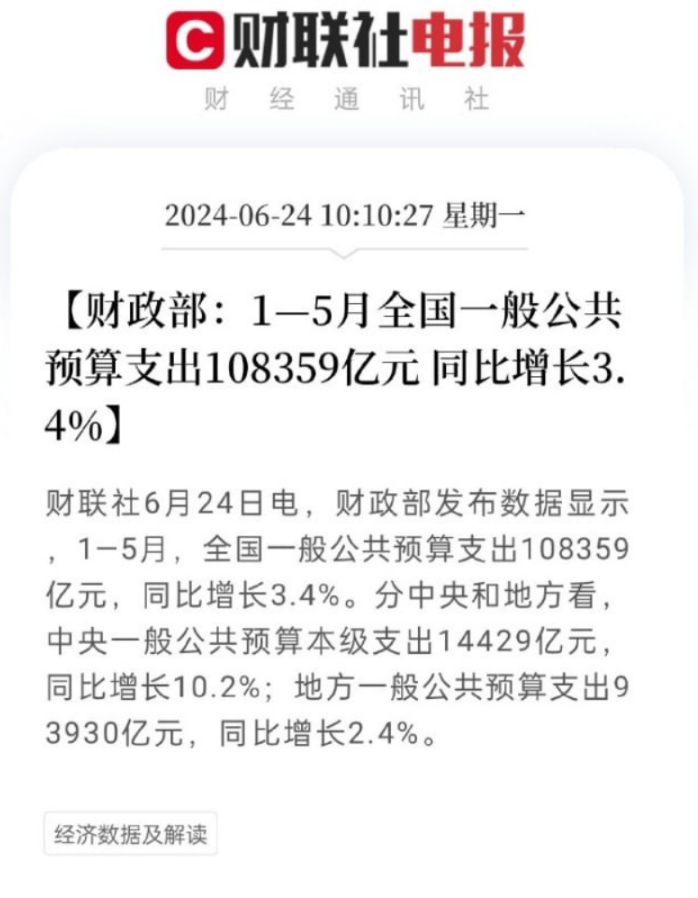 C财联社电报
财经通讯社
2024-06-24 10:10:27 星期一
【财政部：1—5月全国一般公共
预算支出108359亿元 同比增长3.
4%】
财联社6月24日电，财政部发布数据显示
，1—5月，全国一般公共预算支出108359
亿元，同比增长3.4%。分中央和地方看，
中央一般公共预算本级支出14429亿元，
同比增长10.2%；地方一般公共预算支出9
3930亿元，同比增长2.4%。
经济数据及解读